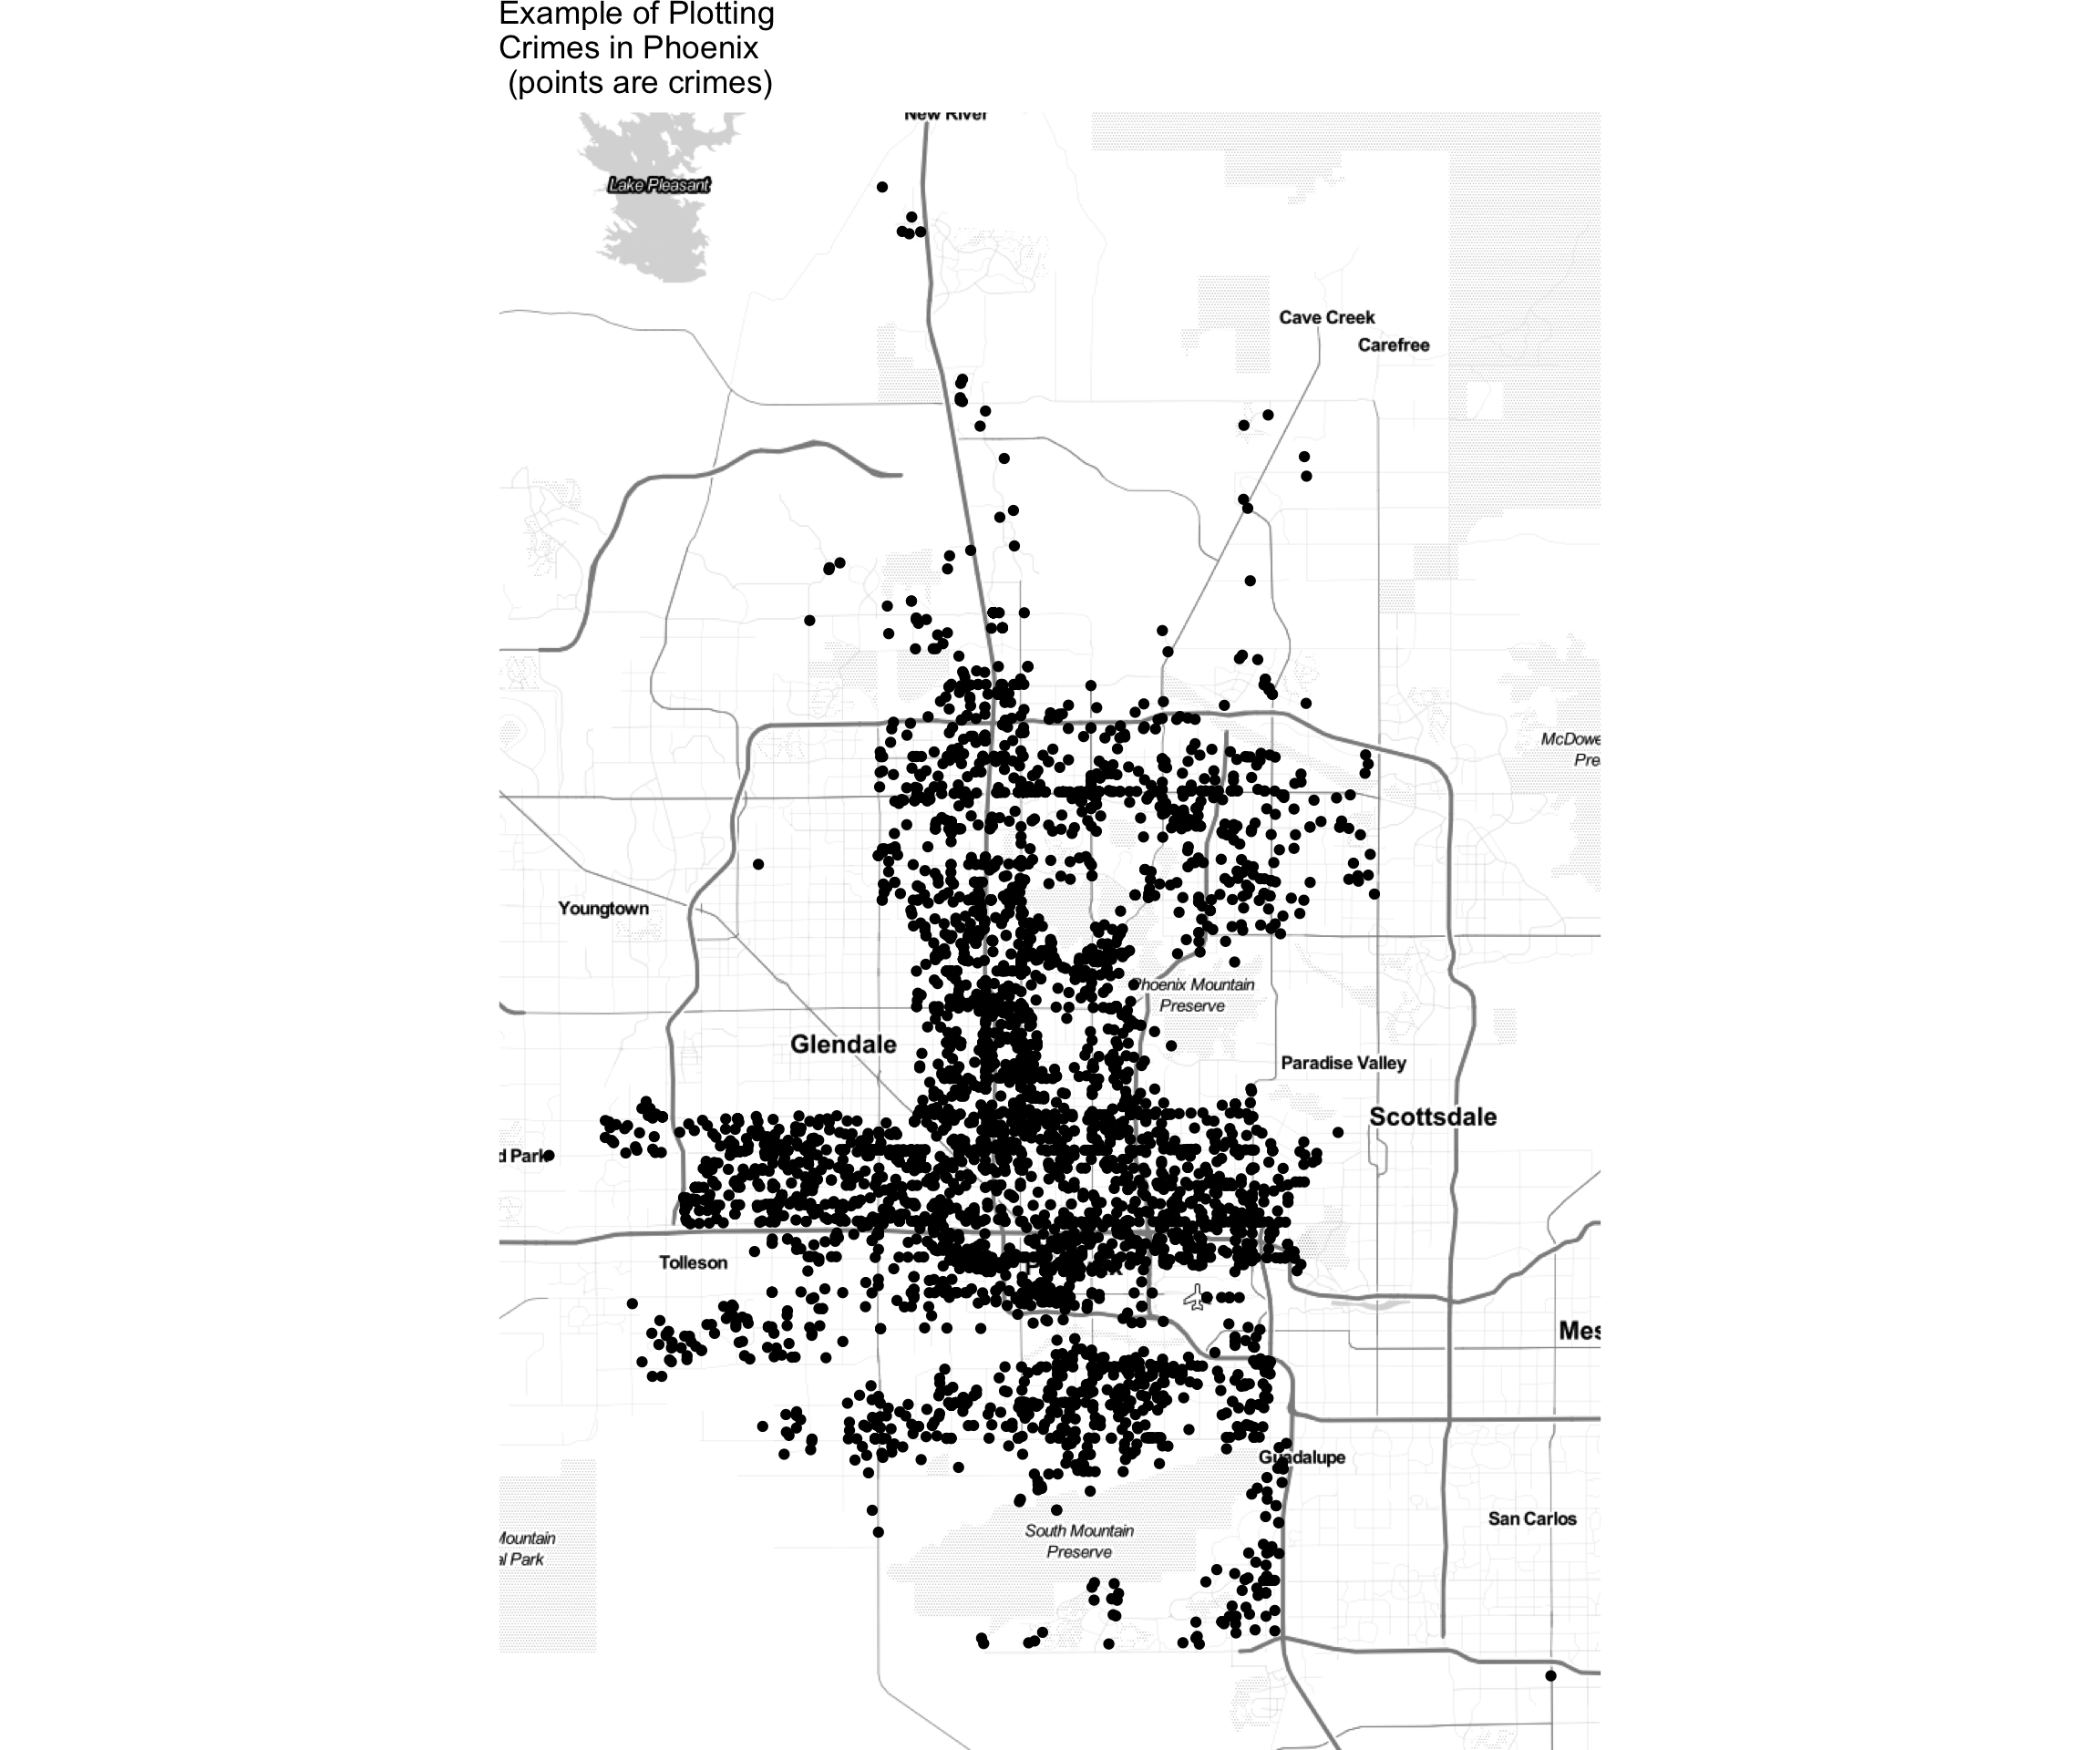 Example of Plotting
Crimes in Phoenix
(points are crimes)
New River
Lake Pleasant
Cave Creek
Carefree
McDowe
Pre
Youngtown
Phoenix Mountain
Preserve
Glendale
Paradise Valley
Scottsdale
d Park
Tolleson
Mes
Guadalupe
San Carlos
South Mountain
Preserve
Mountain
al Park